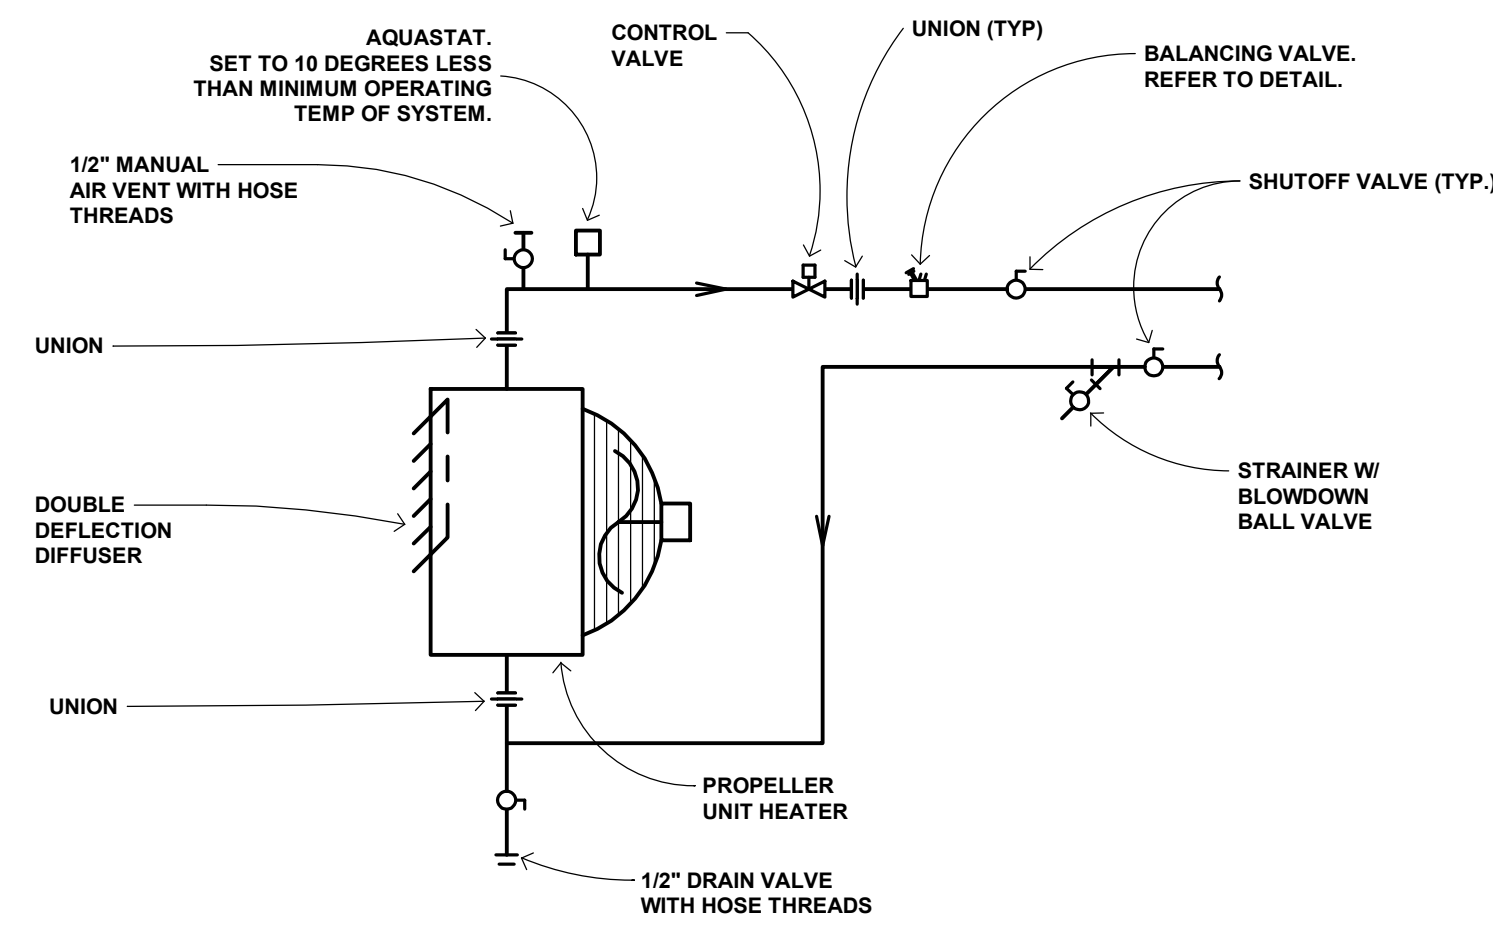 AQUASTAT.
SET TO 10 DEGREES LESS
THAN MINIMUM OPERATING
TEMP OF SYSTEM.
CONTROL
VALVE
UNION (TYP)
BALANCING VALVE.
REFER TO DETAIL.
1/2" MANUAL
AIR VENT WITH HOSE
THREADS
SHUTOFF VALVE (TYP.)
UNION
STRAINER W/
BLOWDOWN
BALL VALVE
DOUBLE
DEFLECTION
DIFFUSER
UNION
PROPELLER
UNIT HEATER
1/2" DRAIN VALVE
WITH HOSE THREADS